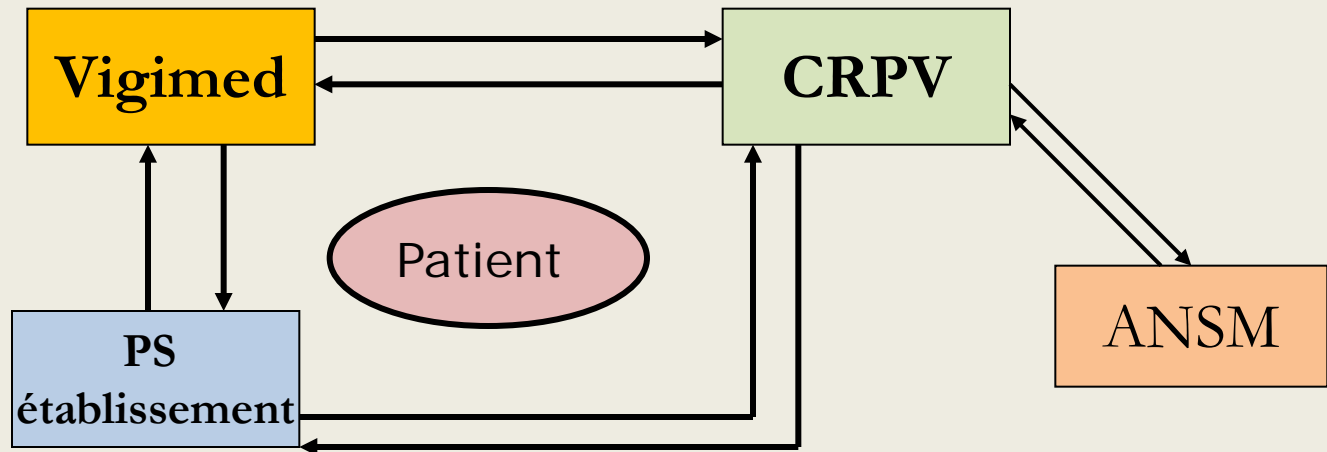 Vigimed
CRPV
Patient
PS
établissement
ANSM